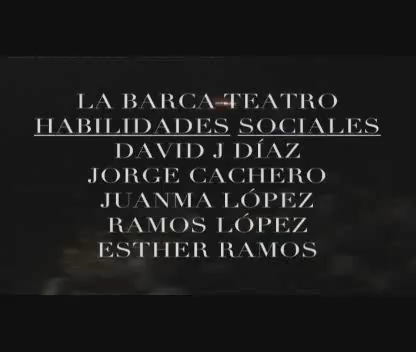 LA BARCA TEATRO
HABILIDADES SOCIALES
DAVID J DÍAZ
JORGE CACHERO
JUANMA LÓPEZ
RAMOS LÓPEZ
ESTHER RAMOS